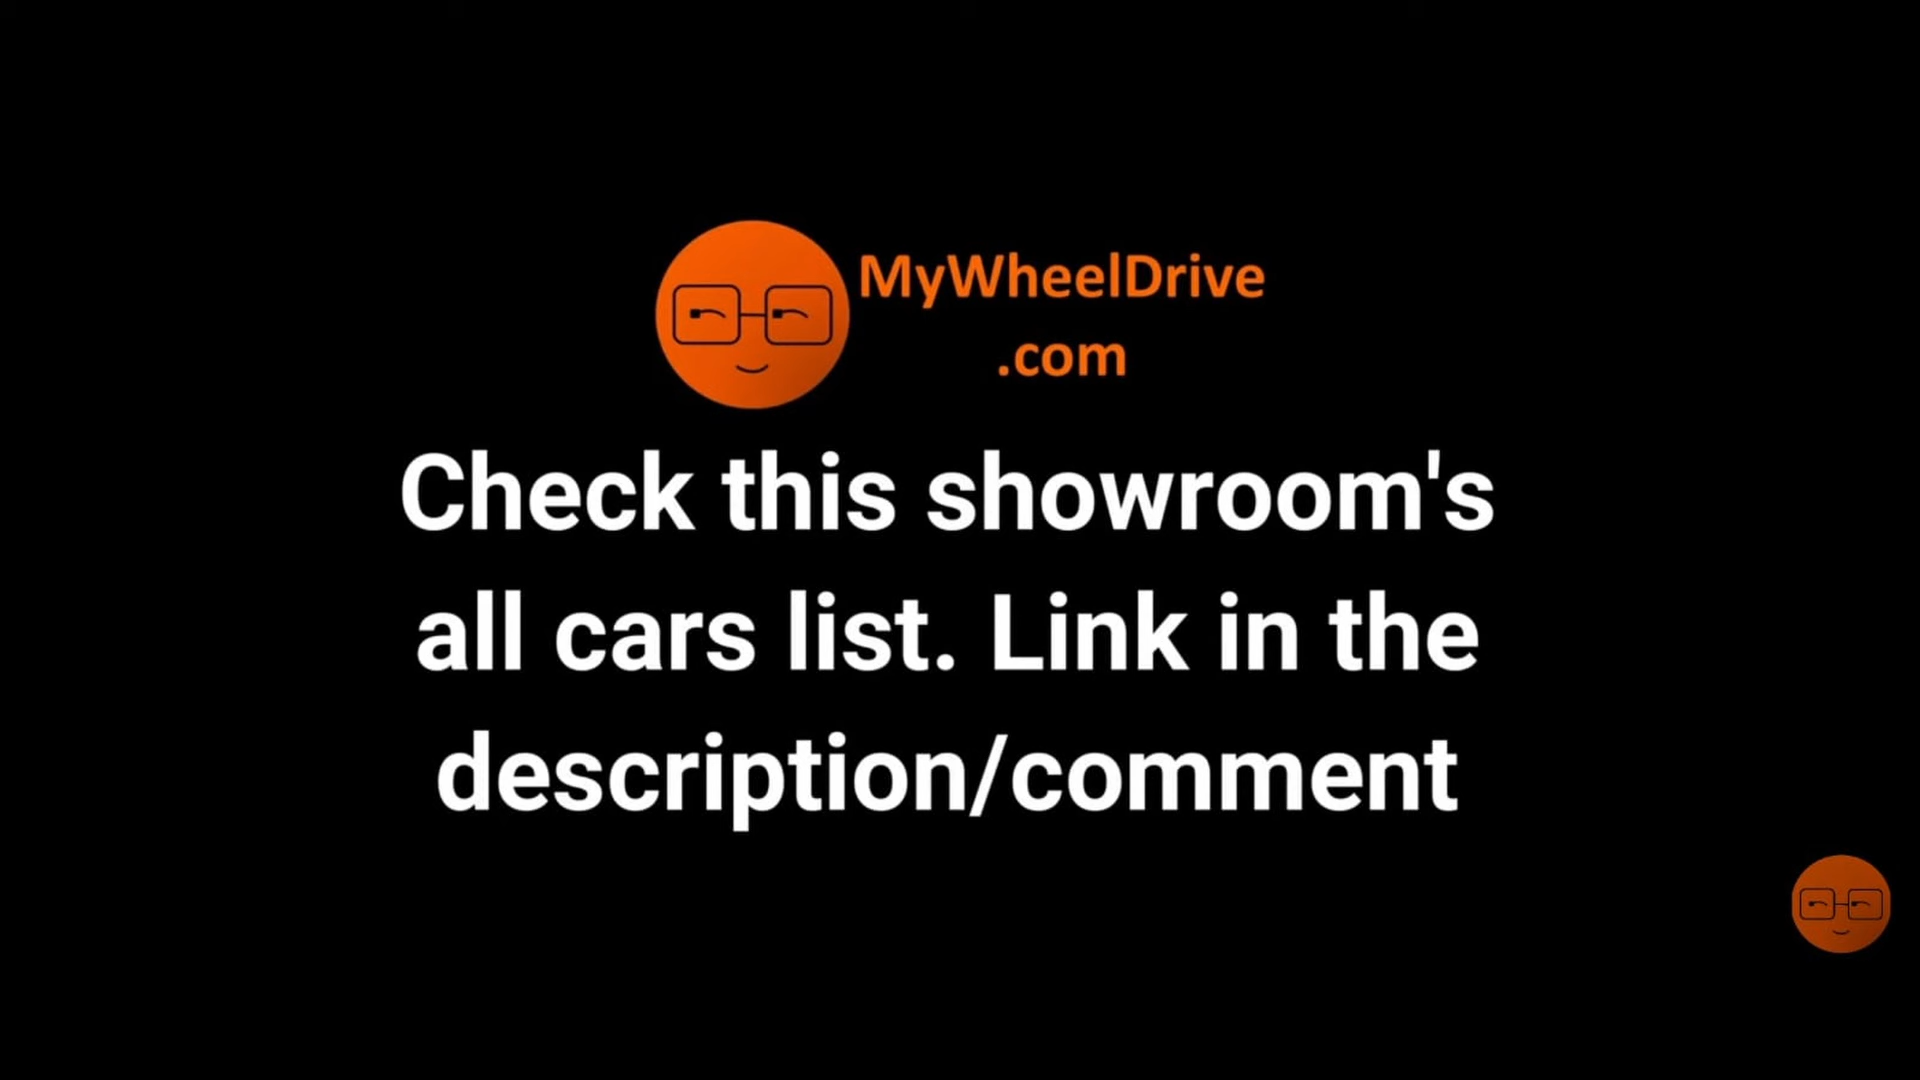 MyWheelDrive
.com
Check this showroom's
all cars list. Link in the
description/comment